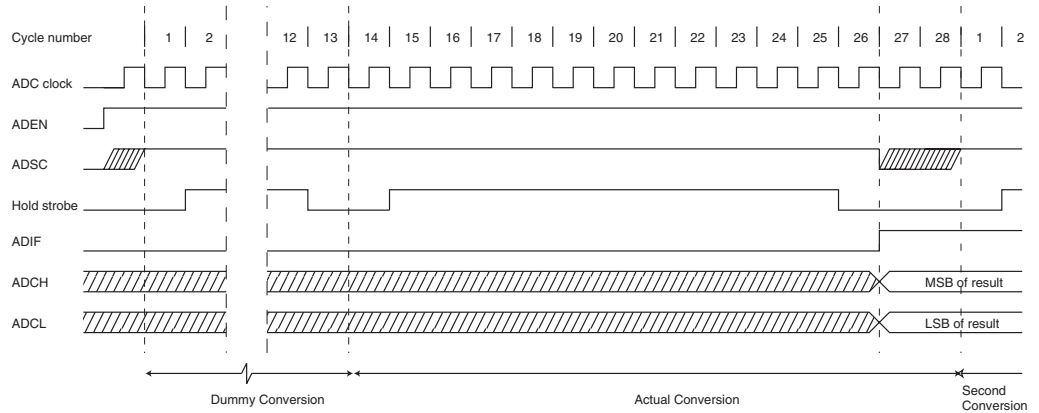 Cycle number 1 2 12 13 14 15 16 17 18 19 20 21 22 23 24 25 26 27 28 1 2
ADC clock
ADEN
ADSC
Hold strobe
ADIF
ADCH MSB of result
ADCL LSB of result
Dummy Conversion Actual Conversion Second
Conversion